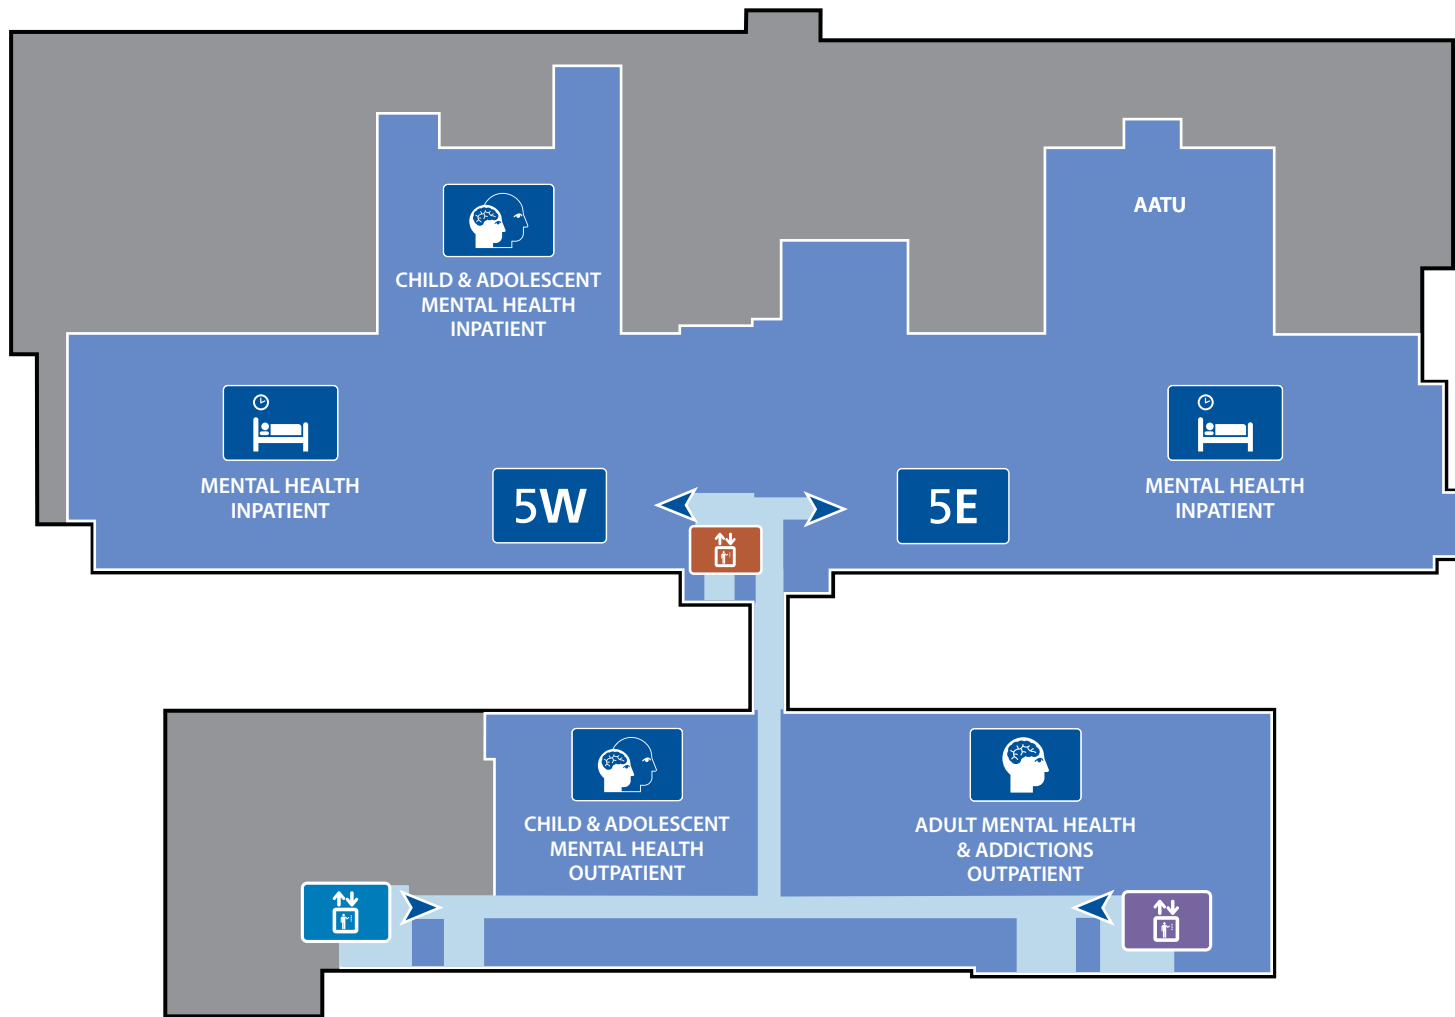 AATU
CHILD & ADOLESCENT
MENTAL HEALTH
INPATIENT
MENTAL HEALTH
INPATIENT
5W
5E
MENTAL HEALTH
INPATIENT
CHILD & ADOLESCENT
MENTAL HEALTH
OUTPATIENT
ADULT MENTAL HEALTH
& ADDICTIONS
OUTPATIENT